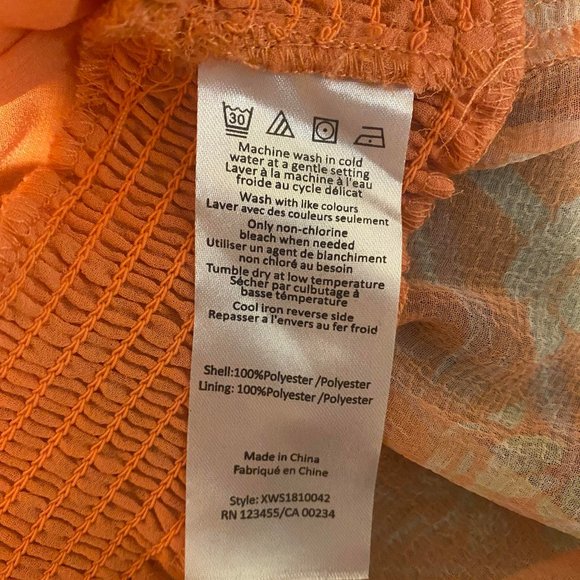 30
Machine wash in cold
water at a gentle setting
Laver à la machine à l'eau
froide au cycle délicat
Wash with like colours
Laver avec des couleurs seulement
Only non-chlorine
bleach when needed
Utiliser un agent de blanchiment
non chloré au besoin
Tumble dry at low temperature
Sécher par culbutage à
basse température
Cool iron reverse side
Repasser a l'envers au fer froid
Shell:100%Polyester /Polyester
Lining: 100%Polyester /Polyester
Made in China
Fabriqué en Chine
Style: XWS1810042
RN 123455/CA 00234